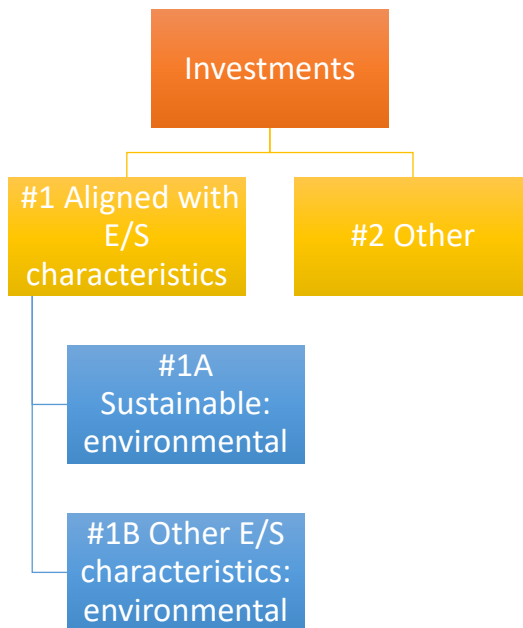 Investments
#1 Aligned with
E/S
characteristics
#2 Other
#1A
Sustainable:
environmental
#1B Other E/S
characteristics:
environmental